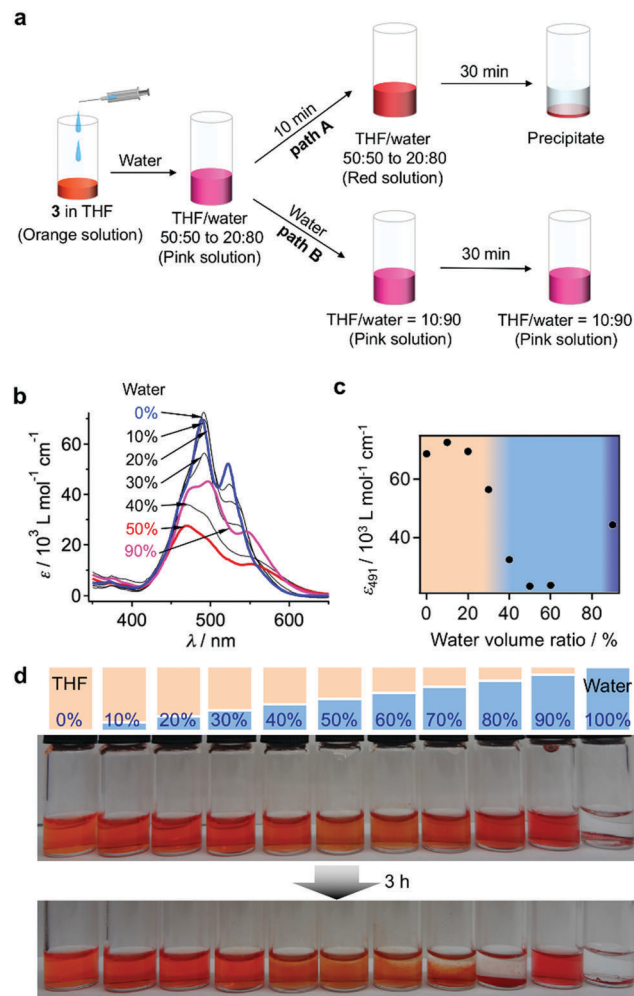 a
Water
3 in THF
(Orange solution)
THF/water
50:50 to 20:80
(Pink solution)
10 min
path A
THF/water
50:50 to 20:80
(Red solution)
30 min
Precipitate
Water
path B
THF/water = 10:90
(Pink solution)
30 min
THF/water = 10:90
(Pink solution)
b
Water
0%
10%
20%
30%
40%
50%
90%
60
40
20
0
ε / 10³ L mol⁻¹ cm⁻¹
400 500 600
λ / nm
c
70
40
ε₄₉₁ / 10³ L mol⁻¹ cm⁻¹
0 20 40 60 80
Water volume ratio / %
d
THF Water
0% 10% 20% 30% 40% 50% 60% 70% 80% 90% 100%
3 h